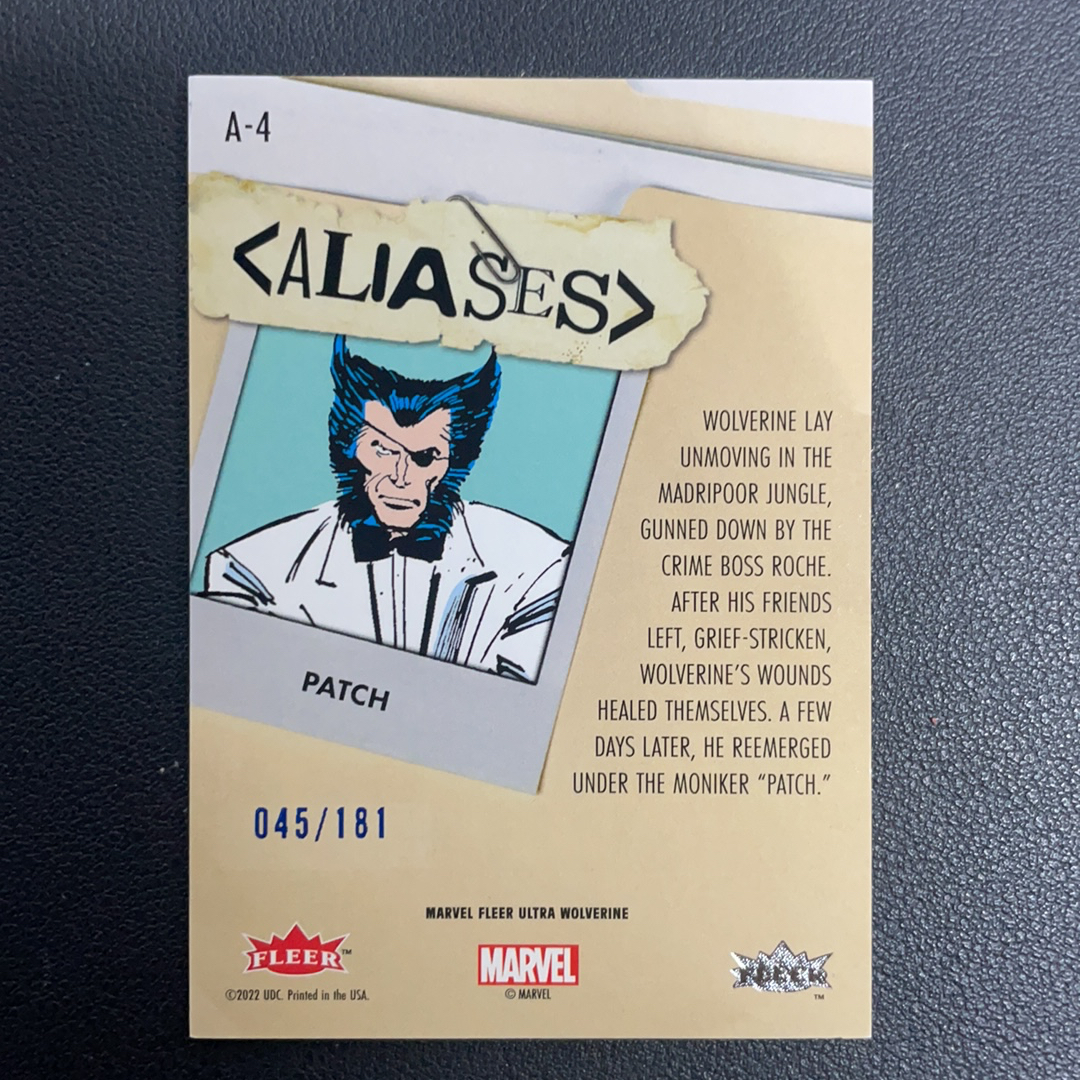 A-4
<ALIASES>
WOLVERINE LAY
UNMOVING IN THE
MADRIPOOR JUNGLE,
GUNNED DOWN BY THE
CRIME BOSS ROCHE.
AFTER HIS FRIENDS
LEFT, GRIEF-STRICKEN,
WOLVERINE'S WOUNDS
HEALED THEMSELVES. A FEW
DAYS LATER, HE REEMERGED
UNDER THE MONIKER “PATCH.”
PATCH
045/181
MARVEL FLEER ULTRA WOLVERINE
FLEER™
MARVEL
FLEER™
©2022 UDC. Printed in the USA.
© MARVEL